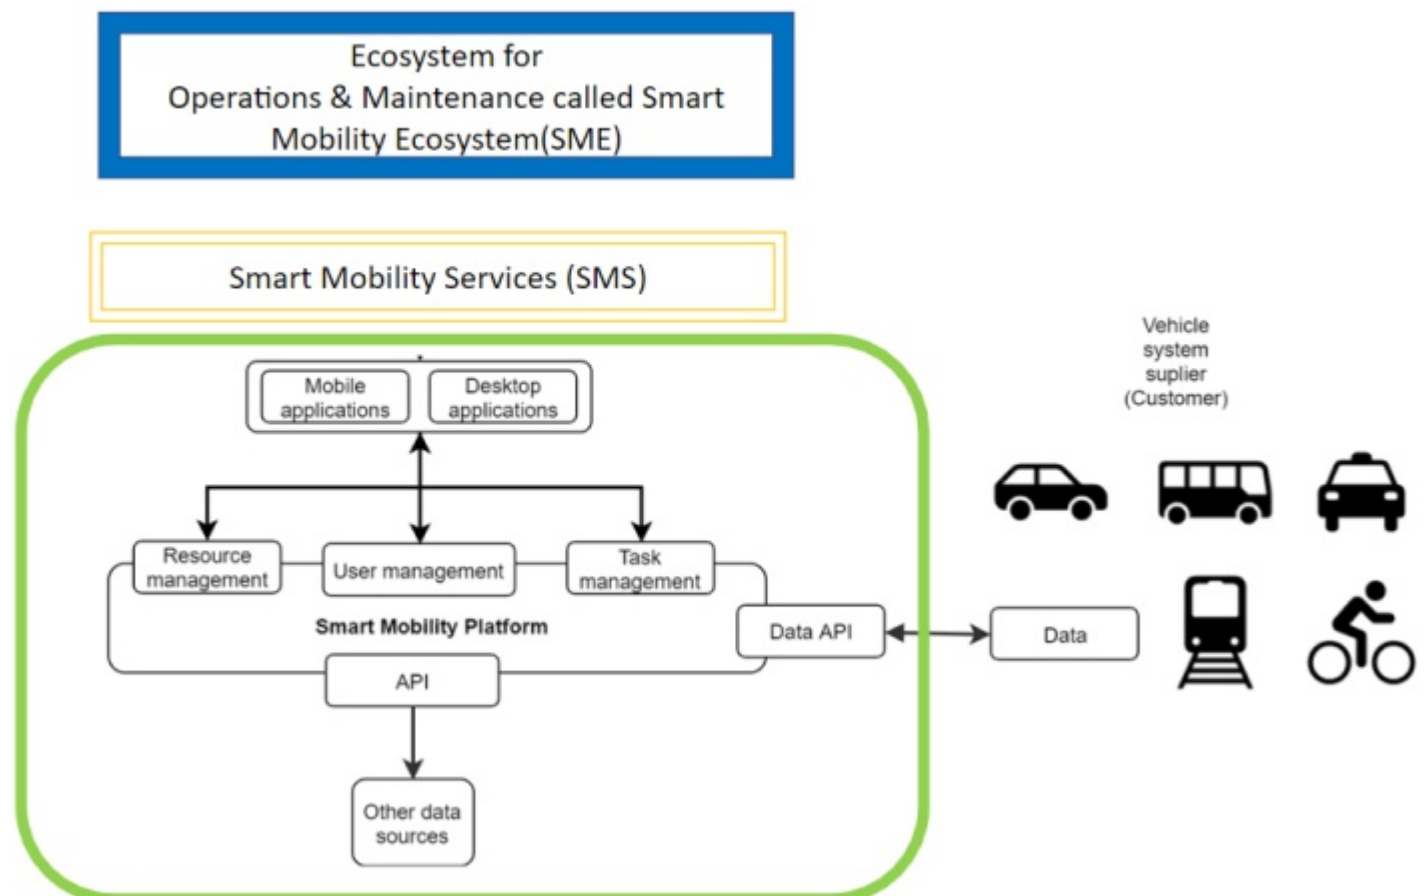 Ecosystem for
Operations & Maintenance called Smart
Mobility Ecosystem(SME)
Smart Mobility Services (SMS)
Vehicle
system
suplier
(Customer)
Mobile
applications
Desktop
applications
Resource
management
User management
Task
management
Smart Mobility Platform
Data API
Data
API
Other data
sources